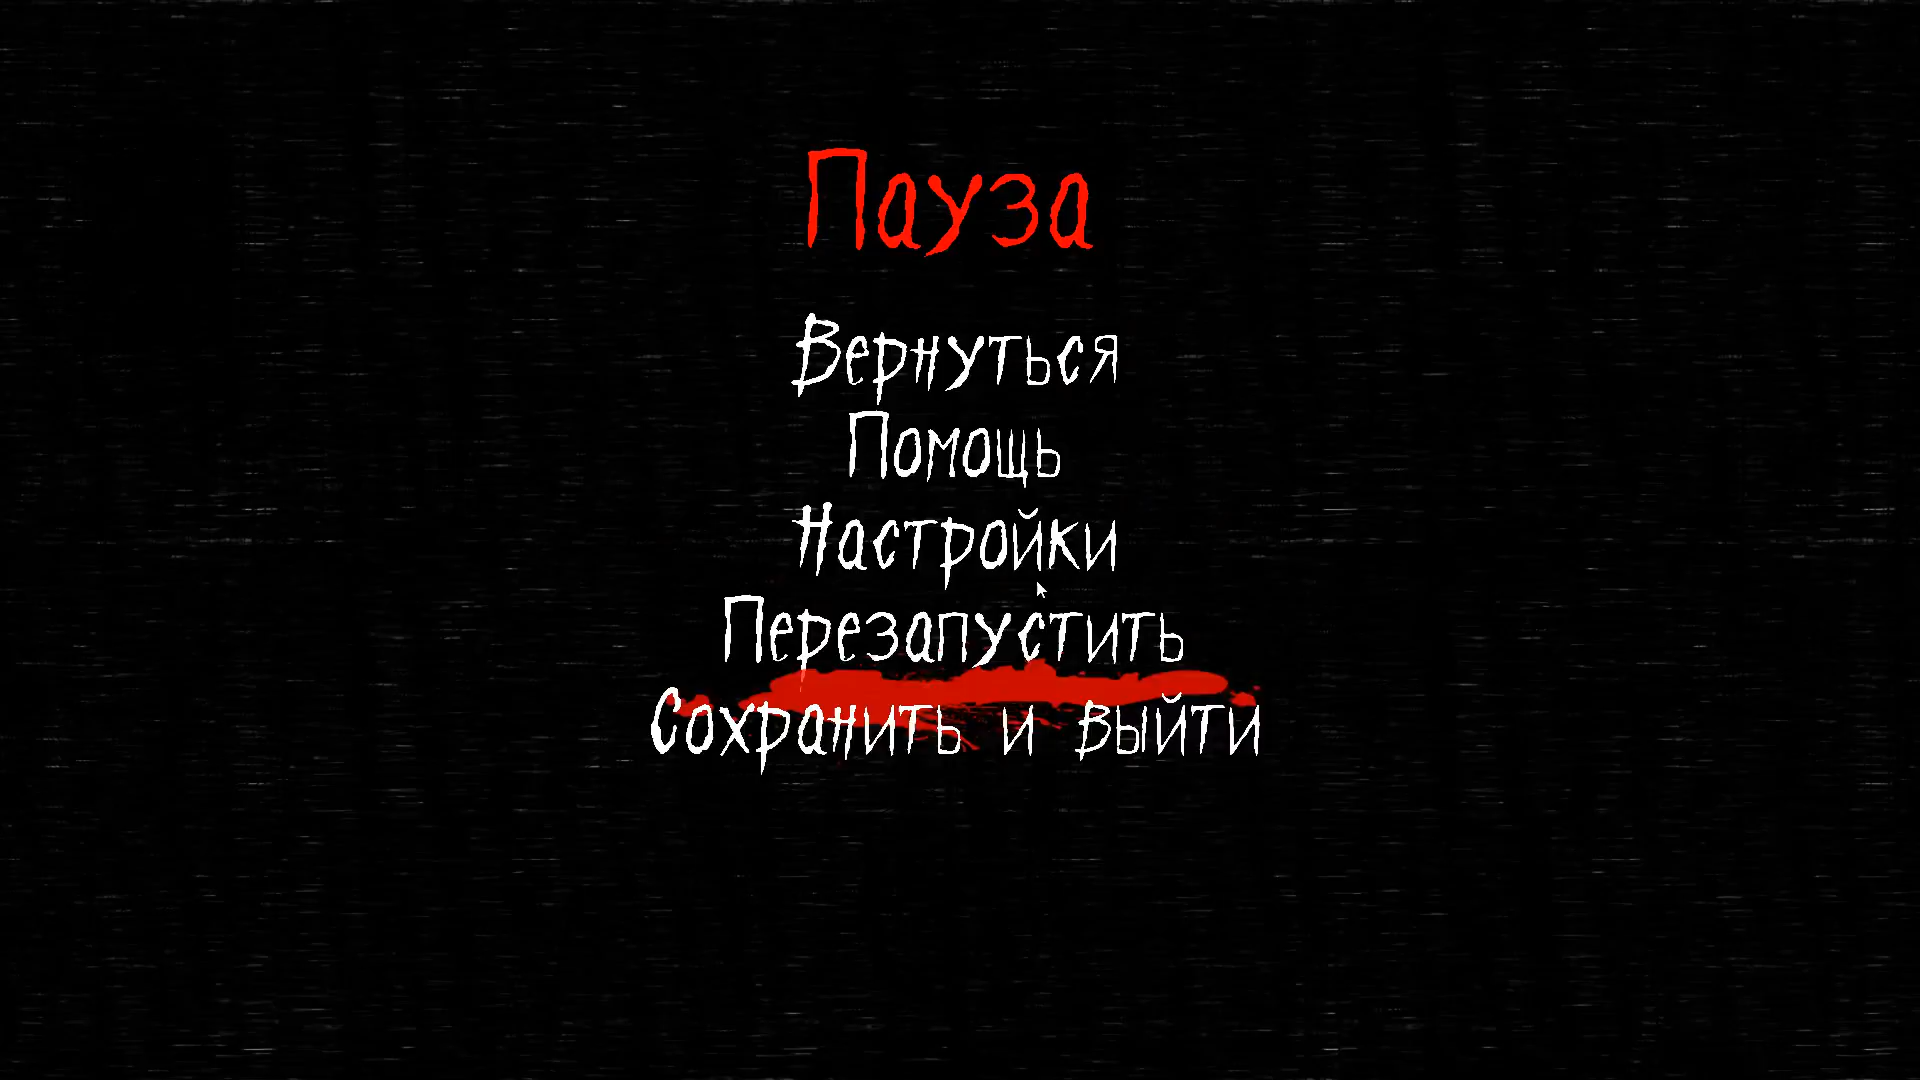 Пауза
Вернуться
Помощь
Настройки
Перезапустить
Сохранить и выйти